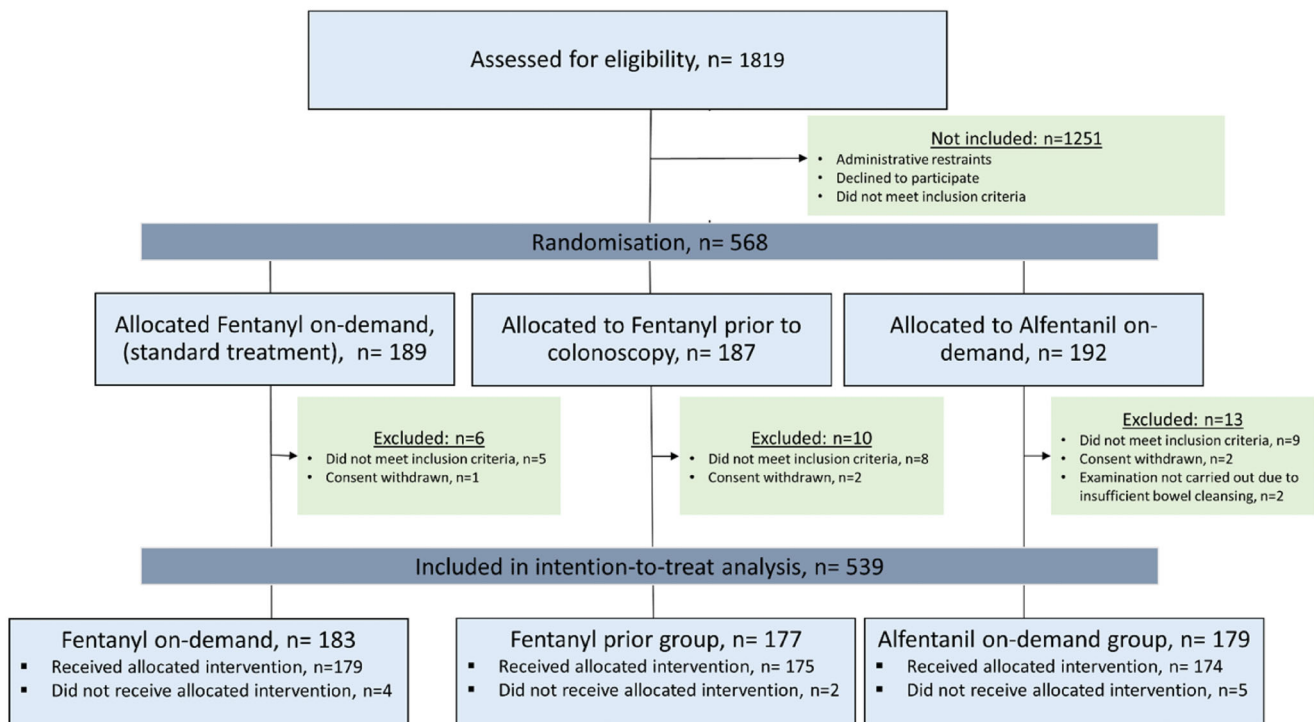 Assessed for eligibility, n= 1819
Not included: n=1251
• Administrative restraints
• Declined to participate
• Did not meet inclusion criteria
Randomisation, n= 568
Allocated Fentanyl on-demand,
(standard treatment), n= 189
Allocated to Fentanyl prior to
colonoscopy, n= 187
Allocated to Alfentanil on-
demand, n= 192
Excluded: n=6
• Did not meet inclusion criteria, n=5
• Consent withdrawn, n=1
Excluded: n=10
• Did not meet inclusion criteria, n=8
• Consent withdrawn, n=2
Excluded: n=13
• Did not meet inclusion criteria, n=9
• Consent withdrawn, n=2
• Examination not carried out due to
insufficient bowel cleansing, n=2
Included in intention-to-treat analysis, n= 539
Fentanyl on-demand, n= 183
▪ Received allocated intervention, n=179
▪ Did not receive allocated intervention, n=4
Fentanyl prior group, n= 177
▪ Received allocated intervention, n= 175
▪ Did not receive allocated intervention, n=2
Alfentanil on-demand group, n= 179
▪ Received allocated intervention, n= 174
▪ Did not receive allocated intervention, n=5